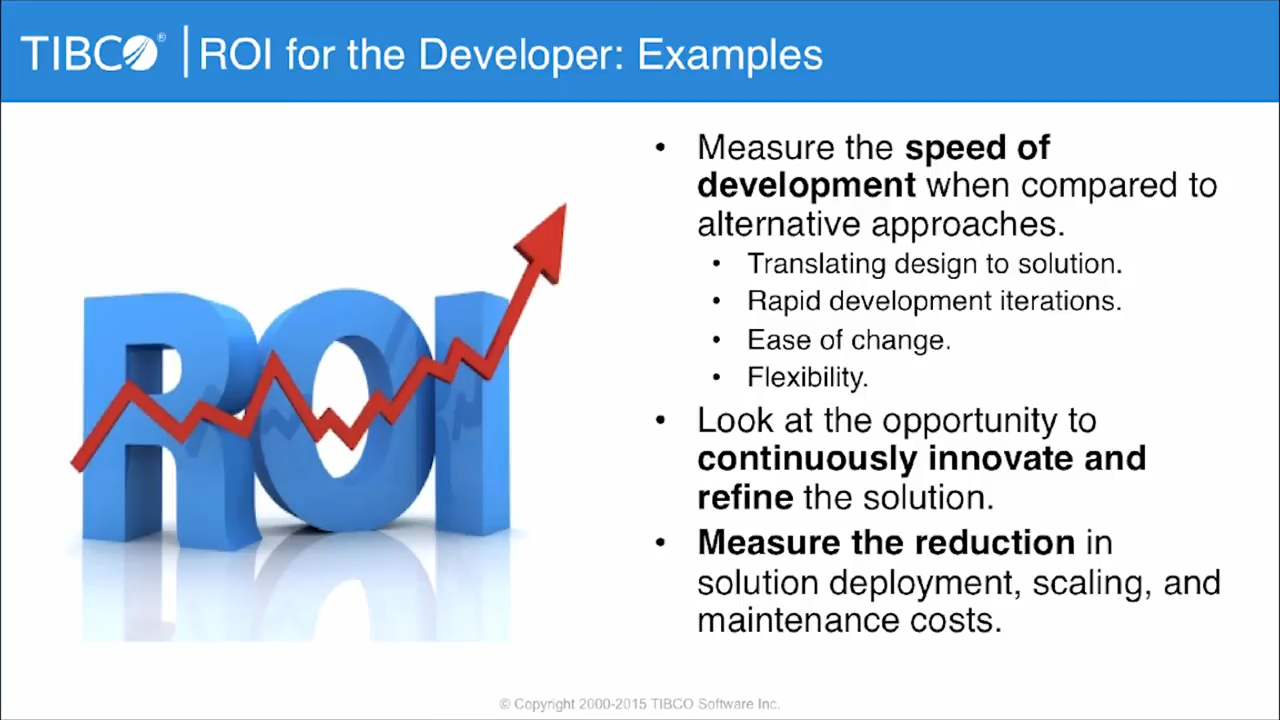 TIBCO® | ROI for the Developer: Examples
ROI
• Measure the speed of
development when compared to
alternative approaches.
• Translating design to solution.
• Rapid development iterations.
• Ease of change.
• Flexibility.
• Look at the opportunity to
continuously innovate and
refine the solution.
• Measure the reduction in
solution deployment, scaling, and
maintenance costs.
© Copyright 2000-2015 TIBCO Software Inc.